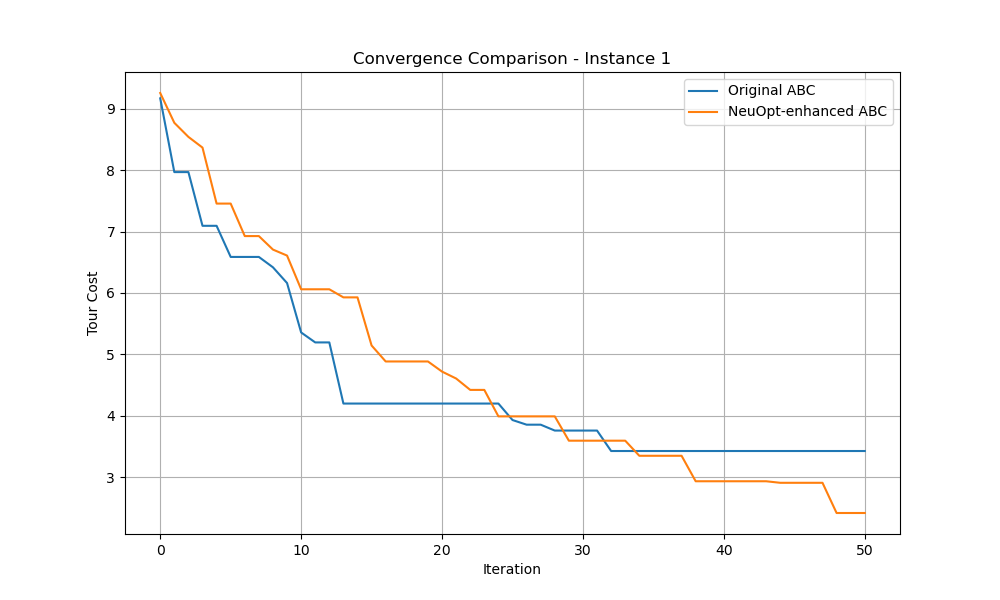 Convergence Comparison - Instance 1
Original ABC
NeuOpt-enhanced ABC
Tour Cost
9
8
7
6
5
4
3
0 10 20 30 40 50
Iteration